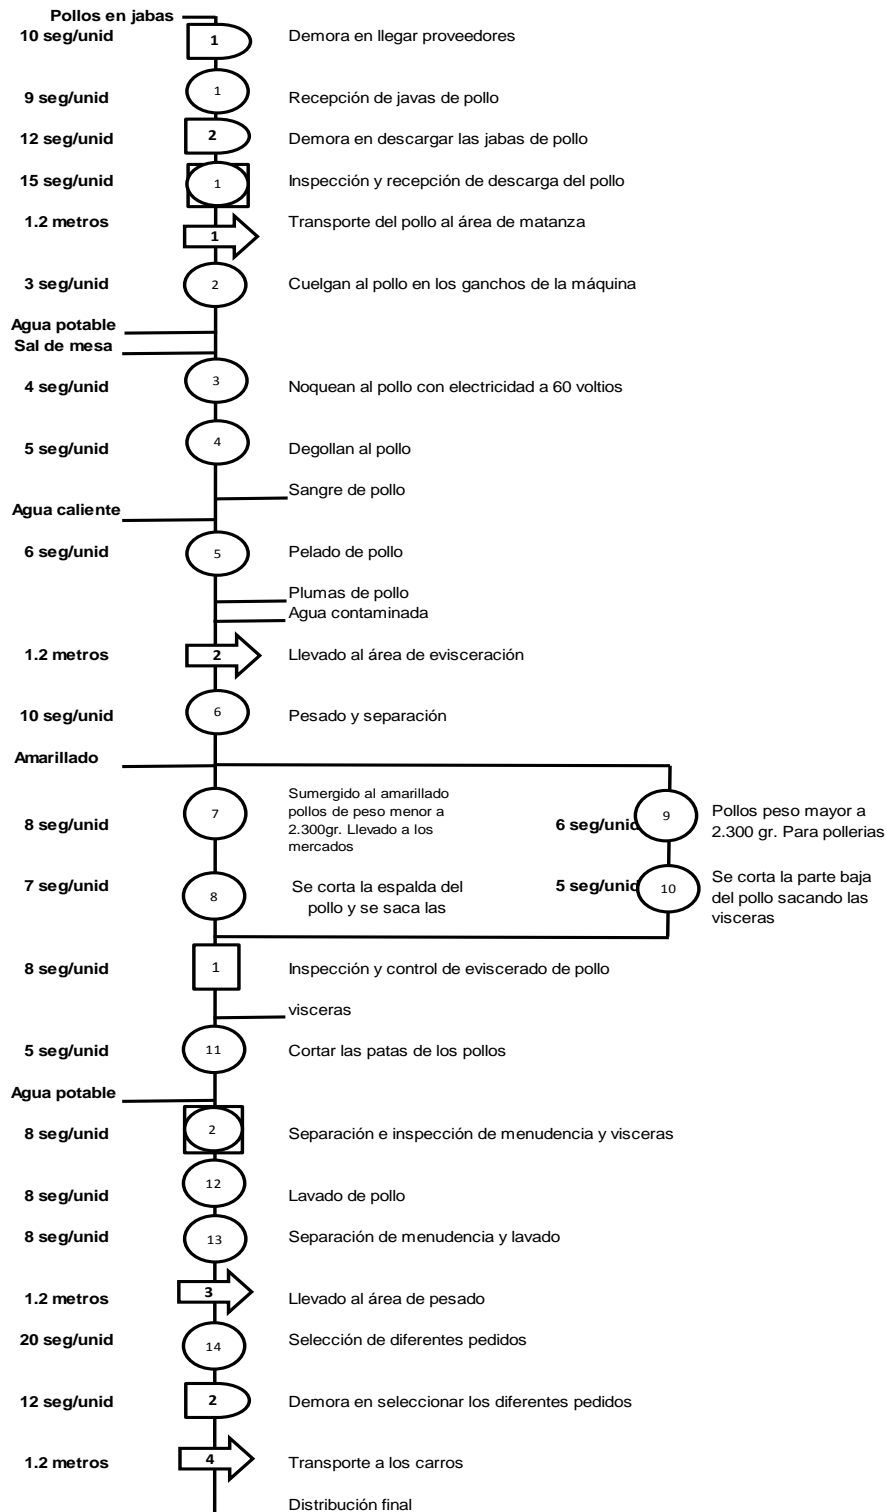 Pollos en jabas
10 seg/unid 1 Demora en llegar proveedores
9 seg/unid 1 Recepción de javas de pollo
12 seg/unid 2 Demora en descargar las jabas de pollo
15 seg/unid 1 Inspección y recepción de descarga del pollo
1.2 metros 1 Transporte del pollo al área de matanza
3 seg/unid 2 Cuelgan al pollo en los ganchos de la máquina
Agua potable
Sal de mesa
4 seg/unid 3 Noquean al pollo con electricidad a 60 voltios
5 seg/unid 4 Degollan al pollo
Sangre de pollo
Agua caliente
6 seg/unid 5 Pelado de pollo
Plumas de pollo
Agua contaminada
1.2 metros 2 Llevado al área de evisceración
10 seg/unid 6 Pesado y separación
Amarillado
8 seg/unid 7
Sumergido al amarillado
pollos de peso menor a
2.300gr. Llevado a los
mercados
6 seg/unid 9
Pollos peso mayor a
2.300 gr. Para pollerias
7 seg/unid 8
Se corta la espalda del
pollo y se saca las
5 seg/unid 10
Se corta la parte baja
del pollo sacando las
visceras
8 seg/unid 1 Inspección y control de eviscerado de pollo
visceras
5 seg/unid 11 Cortar las patas de los pollos
Agua potable
8 seg/unid 2 Separación e inspección de menudencia y visceras
8 seg/unid 12 Lavado de pollo
8 seg/unid 13 Separación de menudencia y lavado
1.2 metros 3 Llevado al área de pesado
20 seg/unid 14 Selección de diferentes pedidos
12 seg/unid 2 Demora en seleccionar los diferentes pedidos
1.2 metros 4 Transporte a los carros
Distribución final